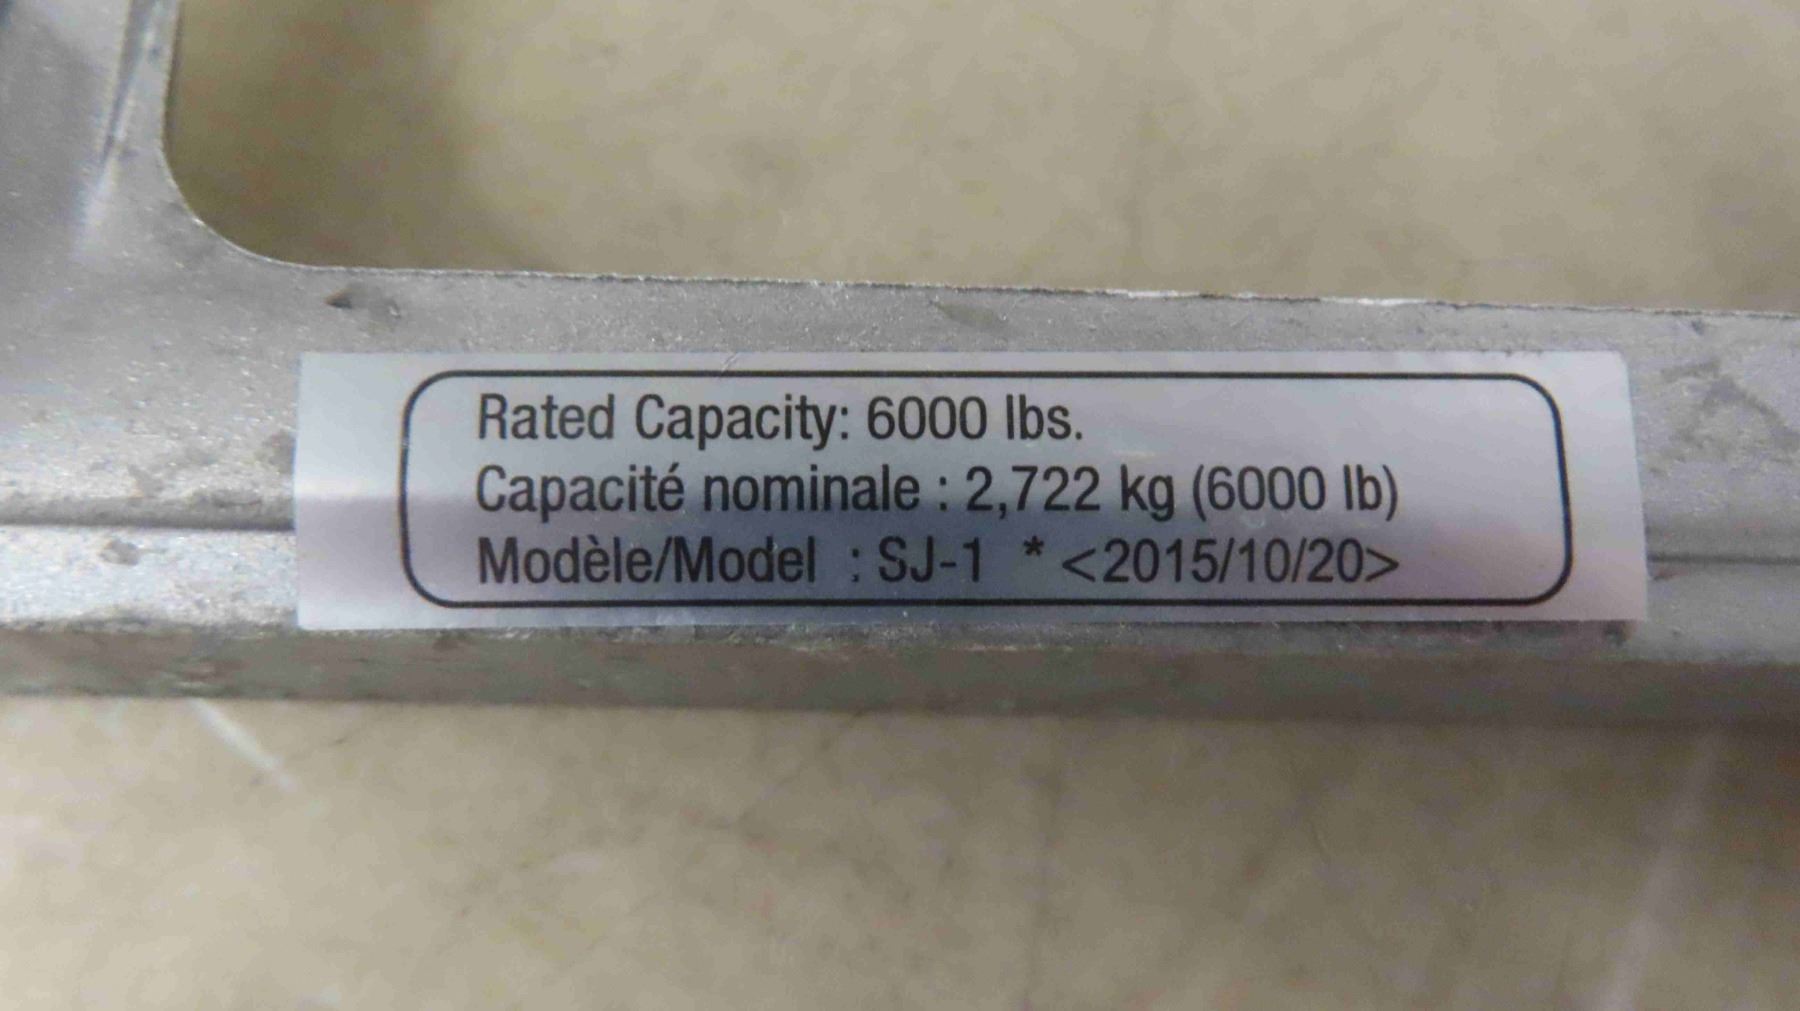 Rated Capacity: 6000 lbs.
Capacité nominale : 2,722 kg (6000 lb)
Modèle/Model : SJ-1 * <2015/10/20>